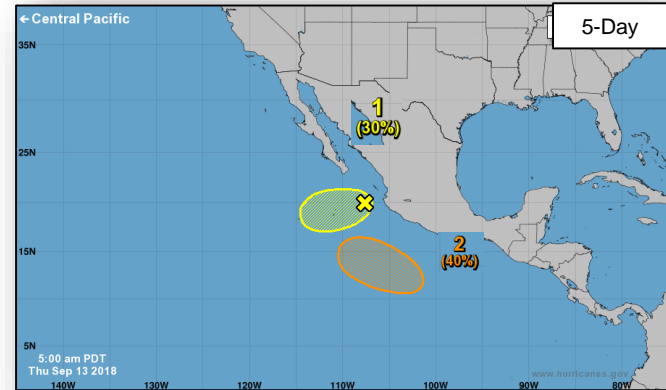 ← Central Pacific
5-Day
35N
1
(30%)
25N
15N
2
(40%)
5N
5:00 am PDT
Thu Sep 13 2018
www.hurricanes.gov
140W
130W
120W
110W
100W
90W
80W